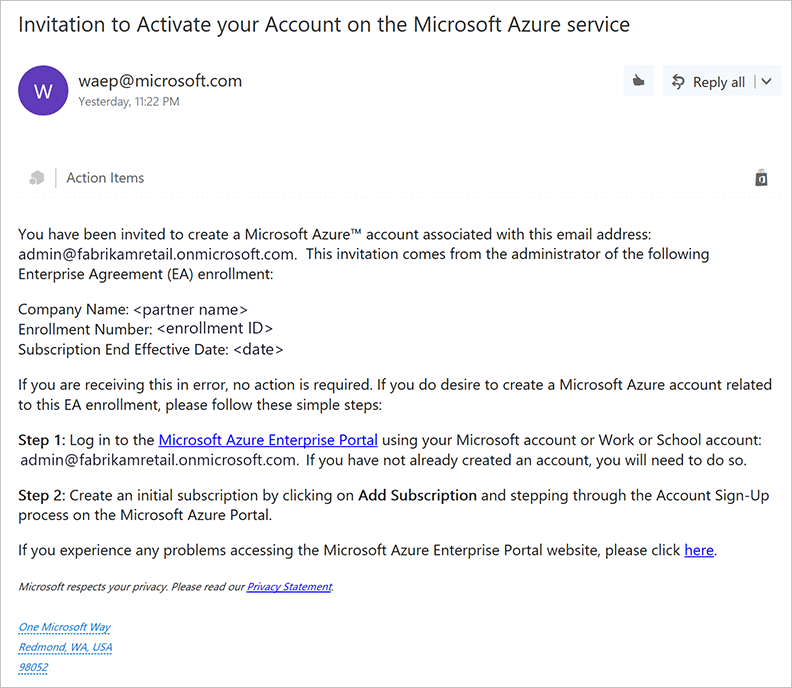 Invitation to Activate your Account on the Microsoft Azure service
W
waep@microsoft.com
Yesterday, 11:22 PM
Reply all
Action Items
You have been invited to create a Microsoft Azure™ account associated with this email address:
admin@fabrikamretail.onmicrosoft.com. This invitation comes from the administrator of the following
Enterprise Agreement (EA) enrollment:
Company Name: <partner name>
Enrollment Number: <enrollment ID>
Subscription End Effective Date: <date>
If you are receiving this in error, no action is required. If you do desire to create a Microsoft Azure account related
to this EA enrollment, please follow these simple steps:
Step 1: Log in to the Microsoft Azure Enterprise Portal using your Microsoft account or Work or School account:
admin@fabrikamretail.onmicrosoft.com. If you have not already created an account, you will need to do so.
Step 2: Create an initial subscription by clicking on Add Subscription and stepping through the Account Sign-Up
process on the Microsoft Azure Portal.
If you experience any problems accessing the Microsoft Azure Enterprise Portal website, please click here.
Microsoft respects your privacy. Please read our Privacy Statement.
One Microsoft Way
Redmond, WA, USA
98052